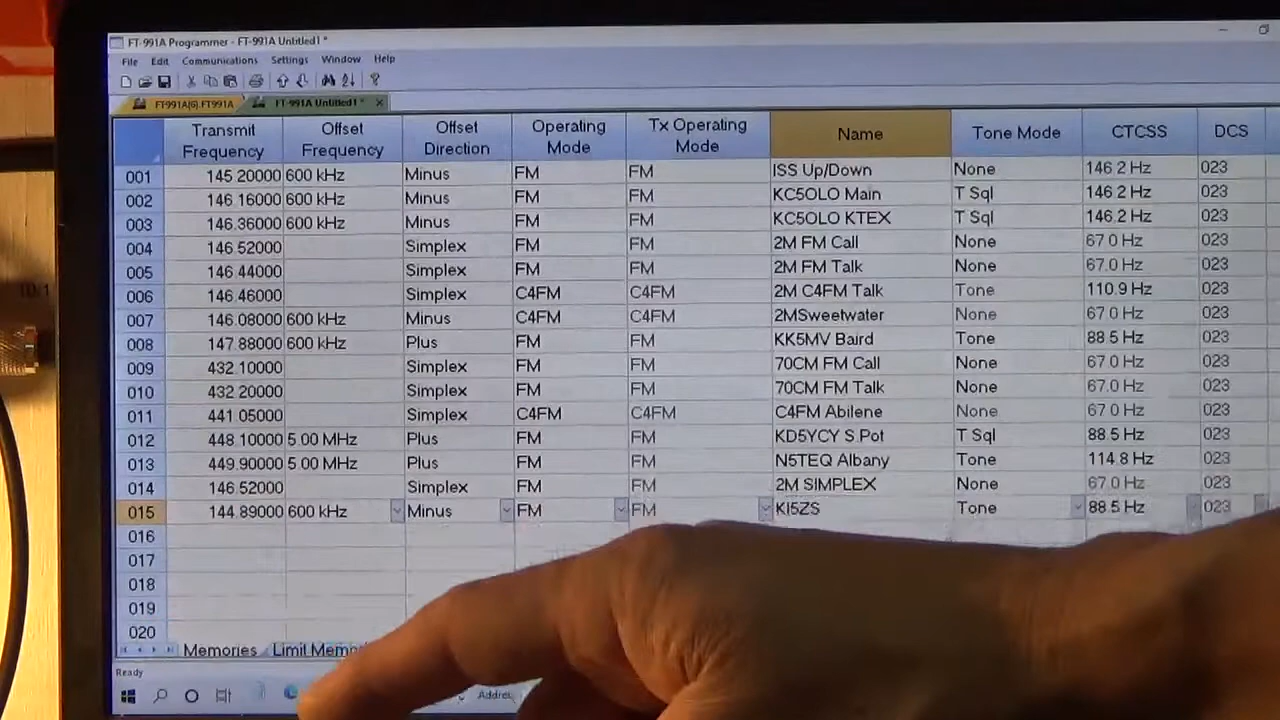 FT-991A Programmer - FT-991A Untitled1 *
File Edit Communications Settings Window Help
FT991A(6).FT991A FT-991A Untitled1 *
Transmit Frequency Offset Frequency Offset Direction Operating Mode Tx Operating Mode Name Tone Mode CTCSS DCS
001 145.20000 600 kHz Minus FM FM ISS Up/Down None 146.2 Hz 023
002 146.16000 600 kHz Minus FM FM KC5OLO Main T Sql 146.2 Hz 023
003 146.36000 600 kHz Minus FM FM KC5OLO KTEX T Sql 146.2 Hz 023
004 146.52000 Simplex FM FM 2M FM Call None 67.0 Hz 023
005 146.44000 Simplex FM FM 2M FM Talk None 67.0 Hz 023
006 146.46000 Simplex C4FM C4FM 2M C4FM Talk Tone 110.9 Hz 023
007 146.08000 600 kHz Minus C4FM C4FM 2MSweetwater None 67.0 Hz 023
008 147.88000 600 kHz Plus FM FM KK5MV Baird Tone 88.5 Hz 023
009 432.10000 Simplex FM FM 70CM FM Call None 67.0 Hz 023
010 432.20000 Simplex FM FM 70CM FM Talk None 67.0 Hz 023
011 441.05000 Simplex C4FM C4FM C4FM Abilene None 67.0 Hz 023
012 448.10000 5.00 MHz Plus FM FM KD5YCY S.Pot T Sql 88.5 Hz 023
013 449.90000 5.00 MHz Plus FM FM N5TEQ Albany Tone 114.8 Hz 023
014 146.52000 Simplex FM FM 2M SIMPLEX None 67.0 Hz 023
015 144.89000 600 kHz Minus FM FM KI5ZS Tone 88.5 Hz 023
016
017
018
019
020
Memories Limit Memo
Ready